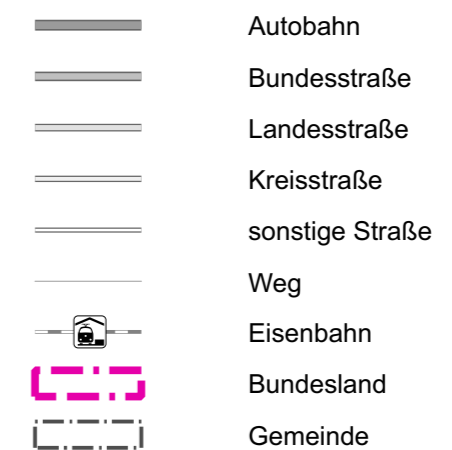 Autobahn
Bundesstraße
Landesstraße
Kreisstraße
sonstige Straße
Weg
Eisenbahn
Bundesland
Gemeinde